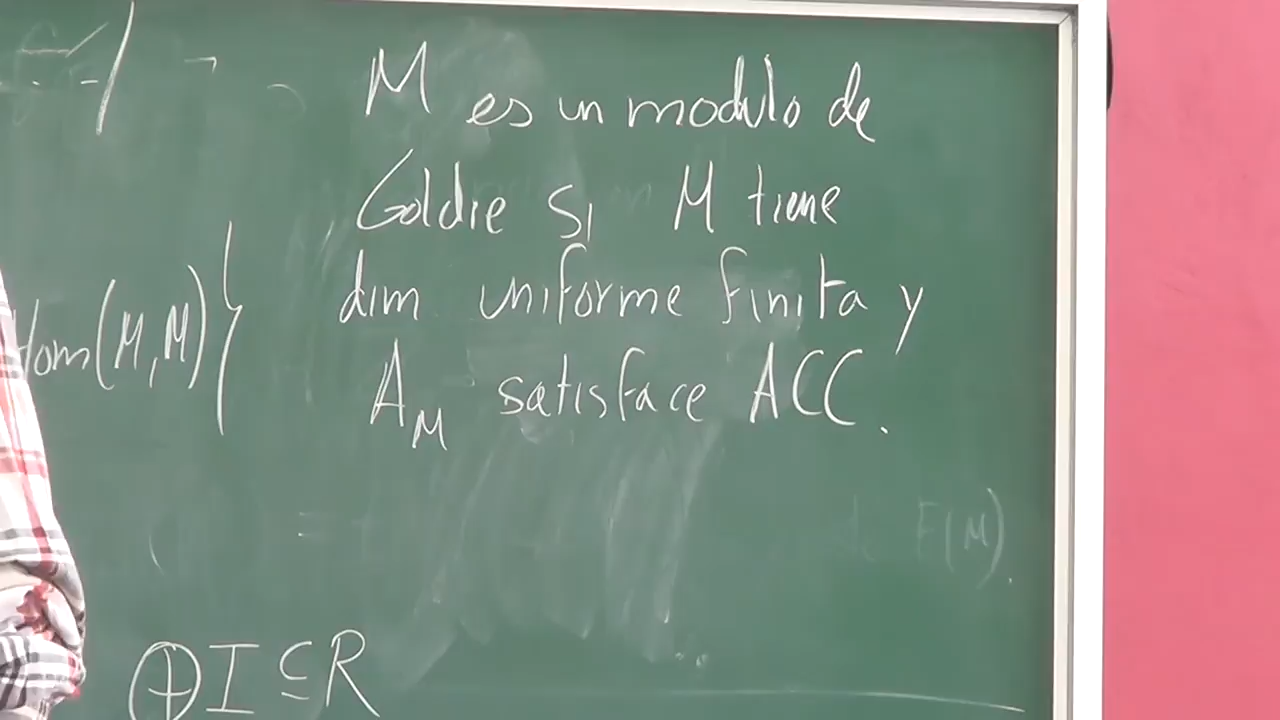 M es un modulo de
Goldie si M tiene
dim uniforme finita y
Hom(M,M)}
A_M satisface ACC.
E(M).
⊕ I ⊆ R